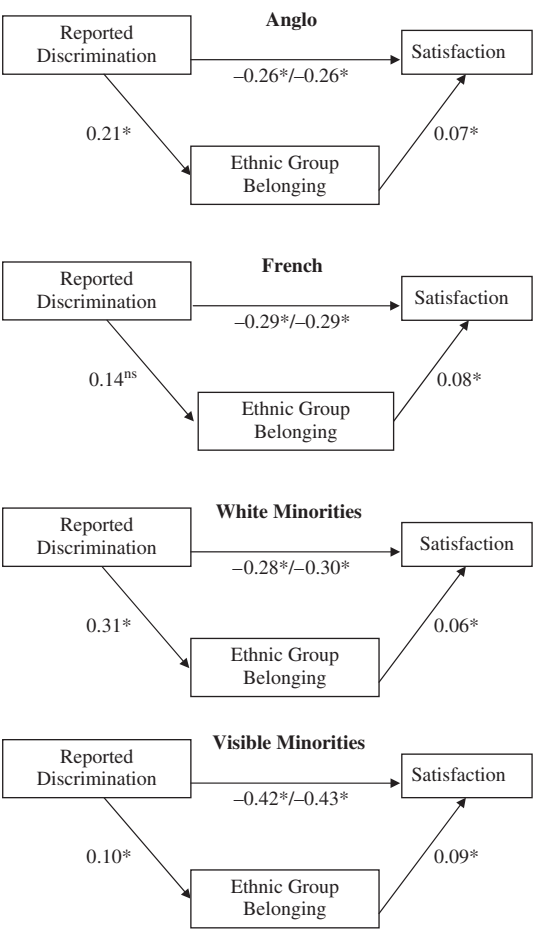 Anglo
Reported
Discrimination
Satisfaction
–0.26*/–0.26*
0.21*
0.07*
Ethnic Group
Belonging
French
Reported
Discrimination
Satisfaction
–0.29*/–0.29*
0.14ns
0.08*
Ethnic Group
Belonging
White Minorities
Reported
Discrimination
Satisfaction
–0.28*/–0.30*
0.31*
0.06*
Ethnic Group
Belonging
Visible Minorities
Reported
Discrimination
Satisfaction
–0.42*/–0.43*
0.10*
0.09*
Ethnic Group
Belonging